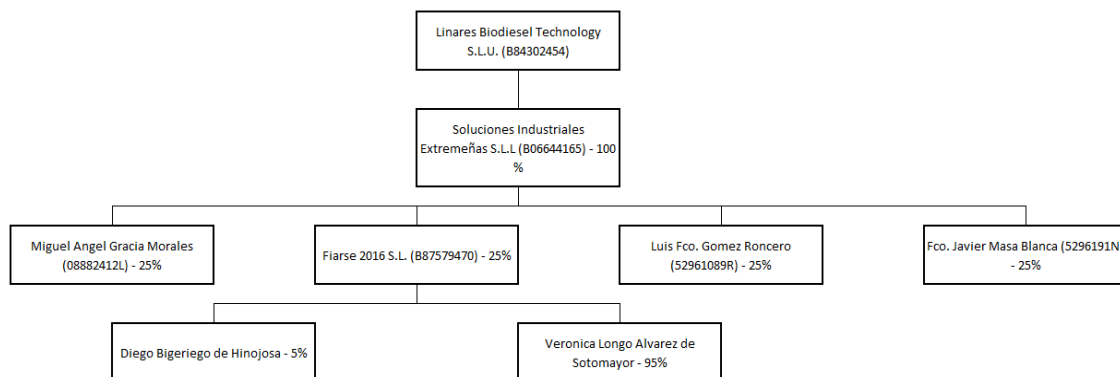 Linares Biodiesel Technology
S.L.U. (B84302454)
Soluciones Industriales
Extremeñas S.L.L (B06644165) - 100
%
Miguel Angel Gracia Morales
(08882412L) - 25%
Fiarse 2016 S.L. (B87579470) - 25%
Luis Fco. Gomez Roncero
(52961089R) - 25%
Fco. Javier Masa Blanca (5296191N
- 25%
Diego Bigeriego de Hinojosa - 5%
Veronica Longo Alvarez de
Sotomayor - 95%